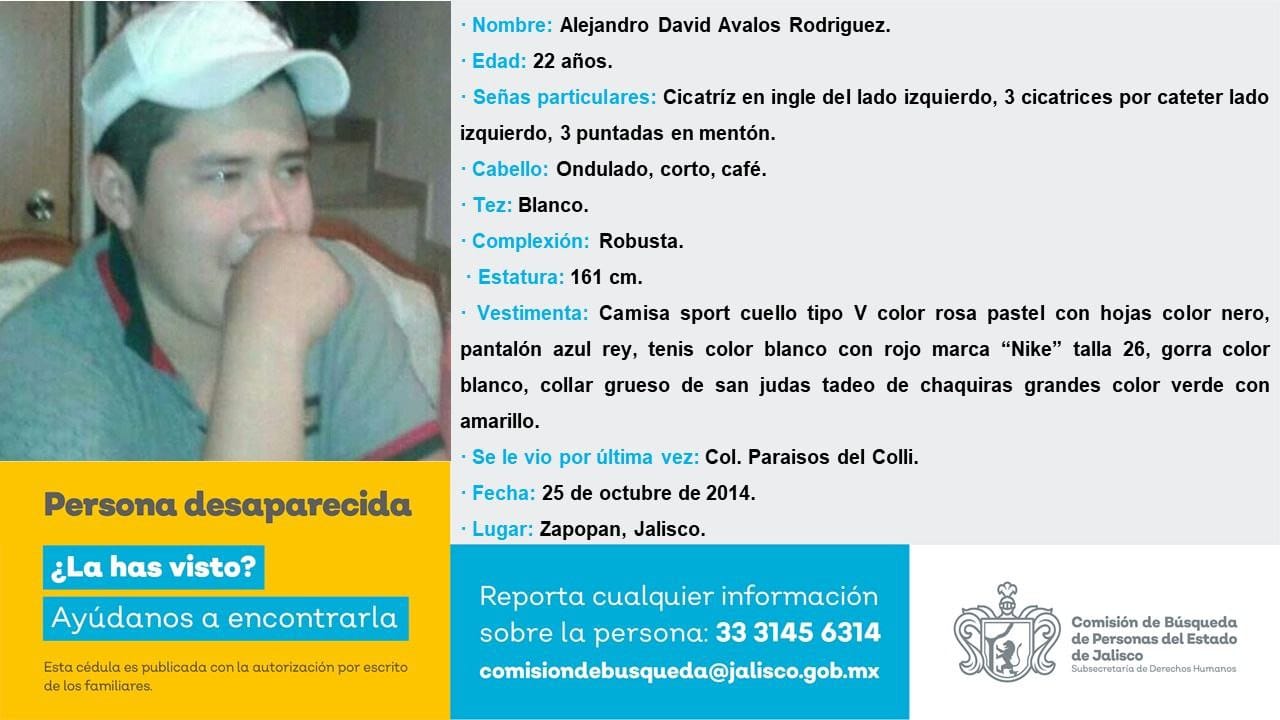 · Nombre: Alejandro David Avalos Rodriguez.
· Edad: 22 años.
· Señas particulares: Cicatríz en ingle del lado izquierdo, 3 cicatrices por cateter lado
izquierdo, 3 puntadas en mentón.
· Cabello: Ondulado, corto, café.
· Tez: Blanco.
· Complexión: Robusta.
· Estatura: 161 cm.
· Vestimenta: Camisa sport cuello tipo V color rosa pastel con hojas color nero,
pantalón azul rey, tenis color blanco con rojo marca “Nike” talla 26, gorra color
blanco, collar grueso de san judas tadeo de chaquiras grandes color verde con
amarillo.
· Se le vio por última vez: Col. Paraisos del Colli.
· Fecha: 25 de octubre de 2014.
· Lugar: Zapopan, Jalisco.
Persona desaparecida
¿La has visto?
Ayúdanos a encontrarla
Esta cédula es publicada con la autorización por escrito
de los familiares.
Reporta cualquier información
sobre la persona: 33 3145 6314
comisiondebusqueda@jalisco.gob.mx
Comisión de Búsqueda
de Personas del Estado
de Jalisco
Subsecretaría de Derechos Humanos